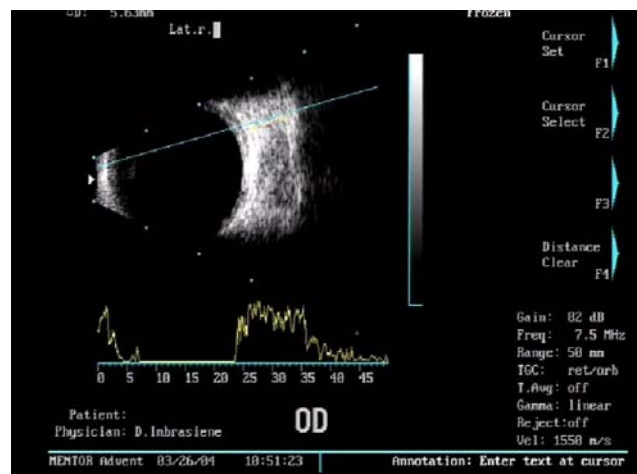 CD: 5.63mm
Frozen
Lat.r.
Cursor
Set
F1
Cursor
Select
F2
F3
Distance
Clear
F4
0 5 10 15 20 25 30 35 40 45
Gain: 82 dB
Freq: 7.5 MHz
Range: 50 mm
TGC: ret/orb
T.Avg: off
Gamma: linear
Reject:off
Vel: 1550 m/s
Patient:
Physician: D.Imbrasiene
OD
MENTOR Advent 03/26/04 10:51:23 Annotation: Enter text at cursor